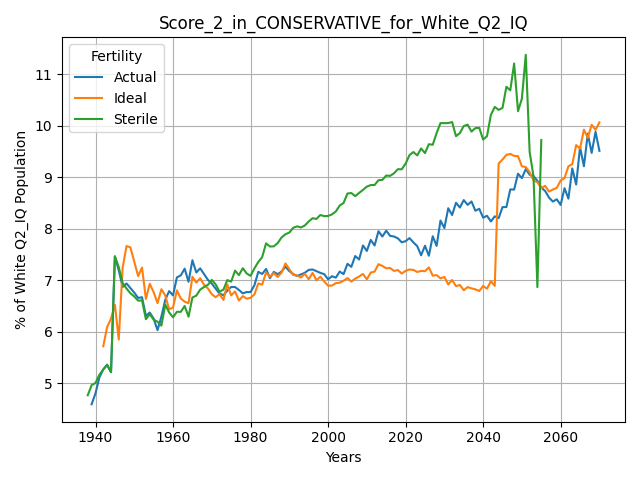 Score_2_in_CONSERVATIVE_for_White_Q2_IQ
Fertility
Actual
Ideal
Sterile
% of White Q2_IQ Population
11
10
9
8
7
6
5
1940
1960
1980
2000
2020
2040
2060
Years